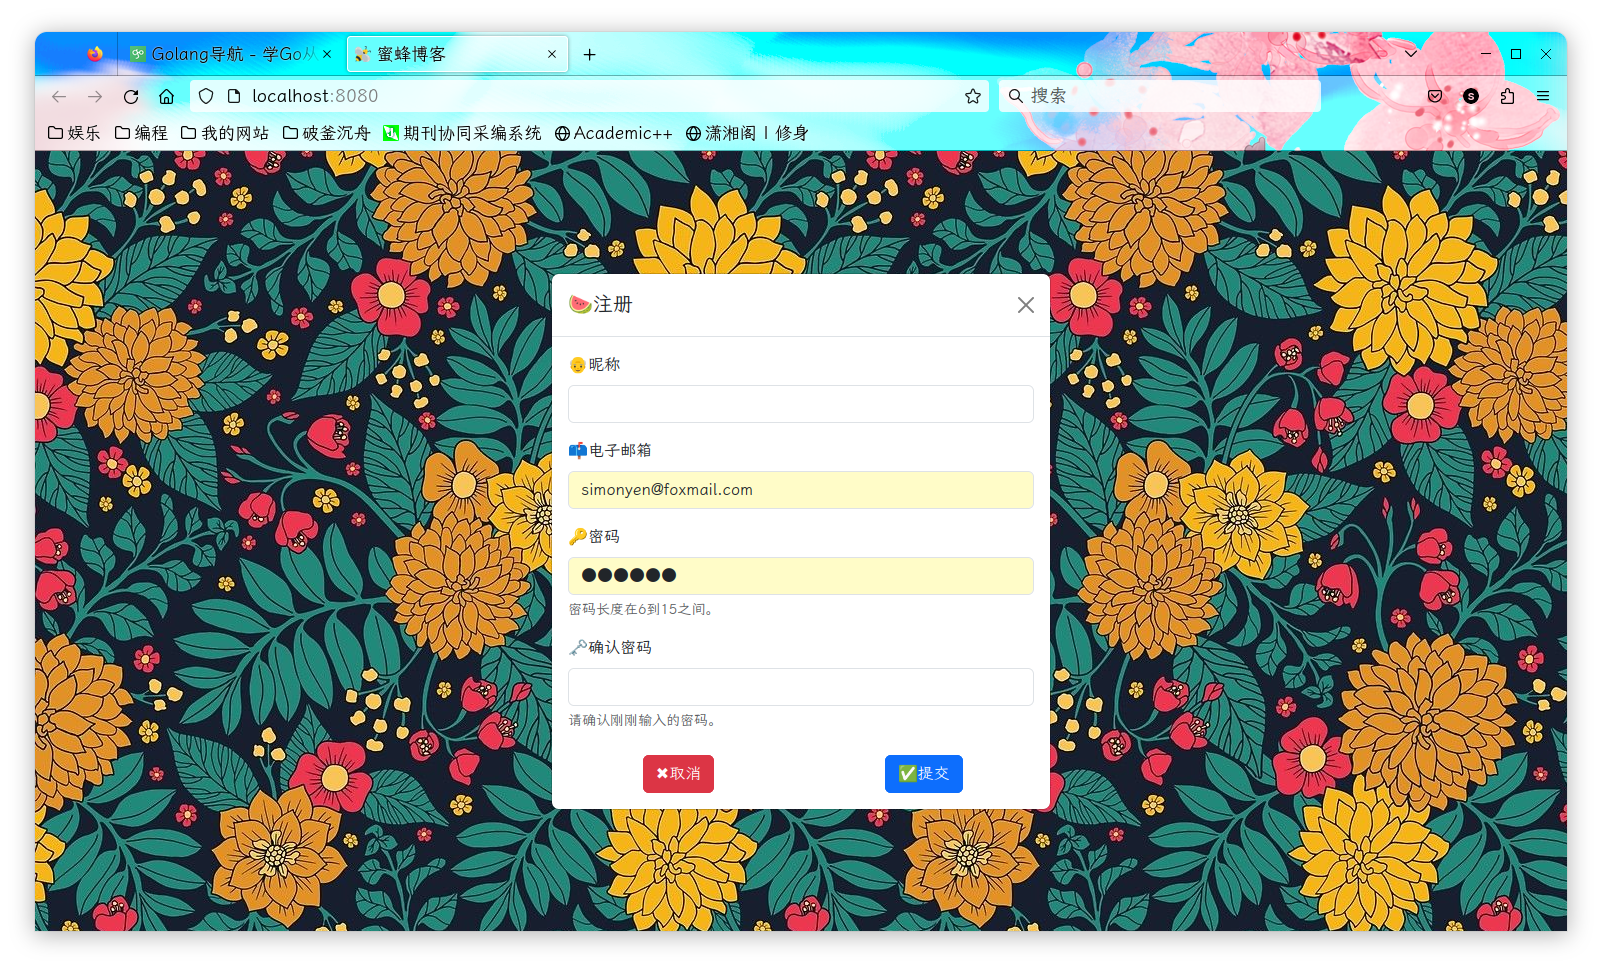 Golang导航 - 学Go从
蜜蜂博客
localhost:8080
搜索
娱乐 编程 我的网站 破釜沉舟 期刊协同采编系统 Academic++ 潇湘阁 | 修身
注册
昵称
电子邮箱
simonyen@foxmail.com
密码
●●●●●●
密码长度在6到15之间。
确认密码
请确认刚刚输入的密码。
✖取消
✅提交